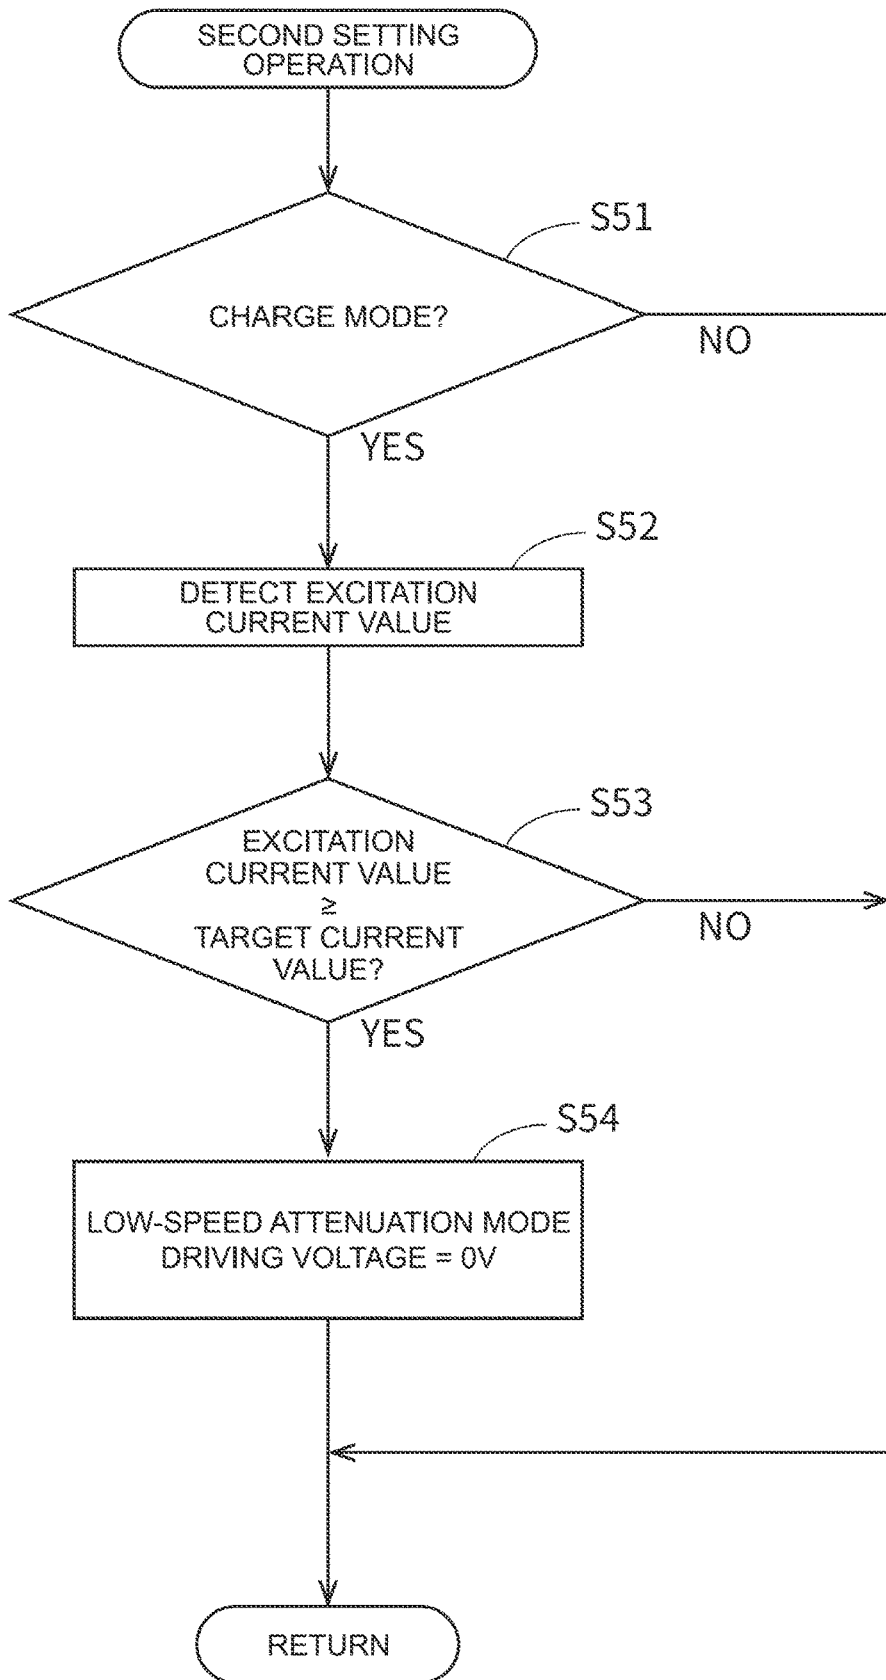 SECOND SETTING
OPERATION
S51
CHARGE MODE?
NO
YES
S52
DETECT EXCITATION
CURRENT VALUE
S53
EXCITATION
CURRENT VALUE
≥
TARGET CURRENT
VALUE?
NO
YES
S54
LOW-SPEED ATTENUATION MODE
DRIVING VOLTAGE = 0V
RETURN